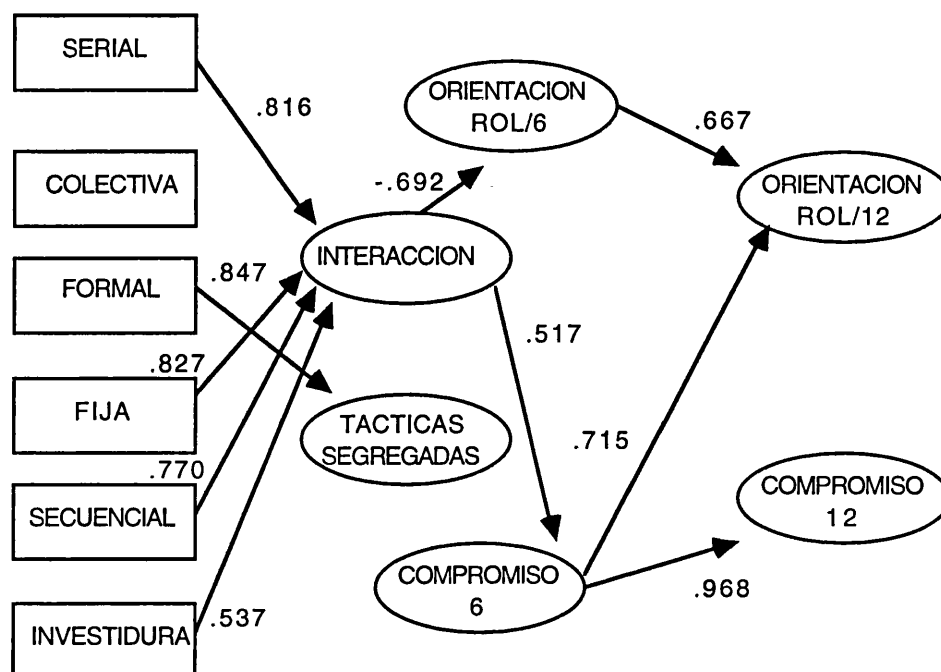 SERIAL
.816
ORIENTACION
ROL/6
.667
COLECTIVA
-.692
ORIENTACION
ROL/12
INTERACCION
FORMAL
.847
.517
.827
FIJA
TACTICAS
SEGREGADAS
.715
.770
SECUENCIAL
COMPROMISO
12
COMPROMISO
6
.968
INVESTIDURA
.537